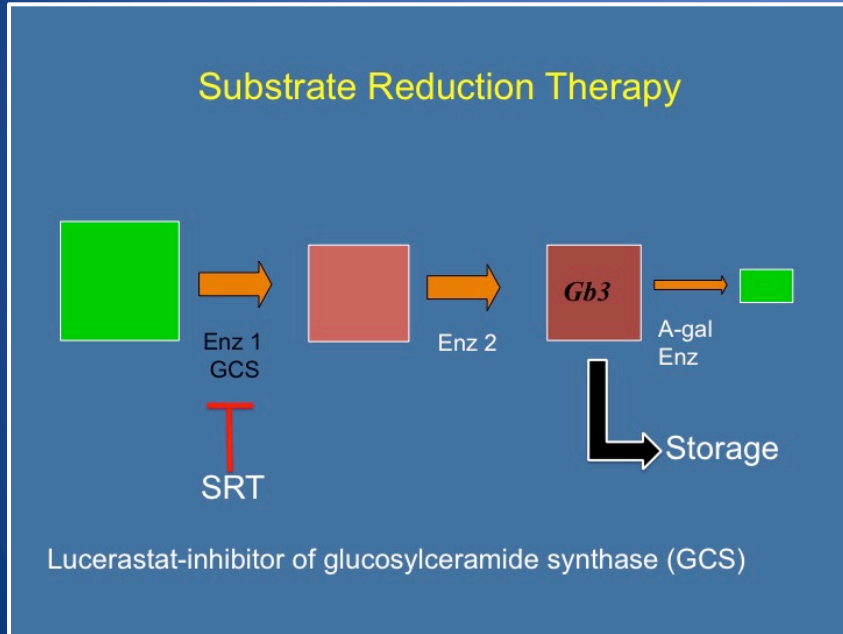 Substrate Reduction Therapy
Gb3
Enz 1
GCS
Enz 2
A-gal
Enz
Storage
SRT
Lucerastat-inhibitor of glucosylceramide synthase (GCS)